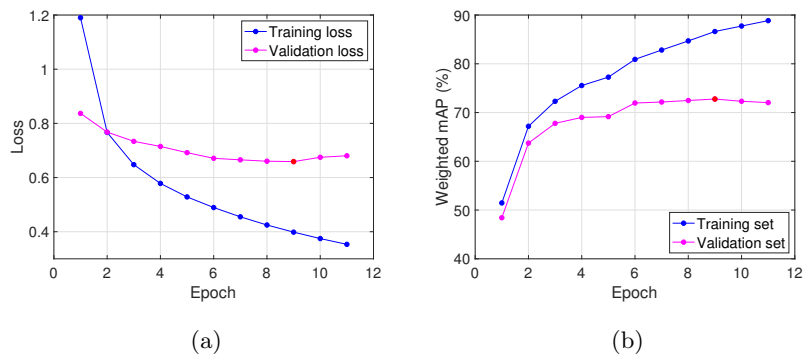 1.2
1
0.8
0.6
0.4
Loss
0 2 4 6 8 10 12
Epoch
Training loss
Validation loss
(a)
90
80
70
60
50
40
Weighted mAP (%)
0 2 4 6 8 10 12
Epoch
Training set
Validation set
(b)